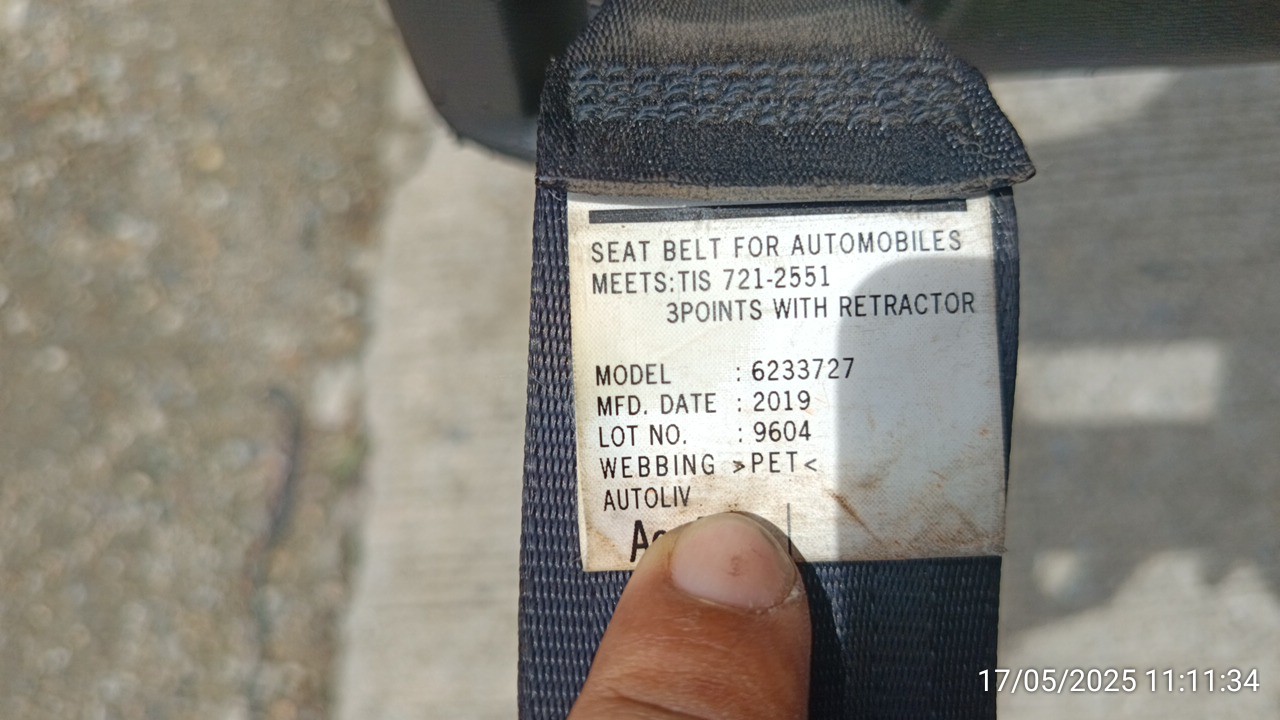 SEAT BELT FOR AUTOMOBILES
MEETS:TIS 721-2551
3POINTS WITH RETRACTOR
MODEL : 6233727
MFD. DATE : 2019
LOT NO. : 9604
WEBBING >PET<
AUTOLIV
17/05/2025 11:11:34